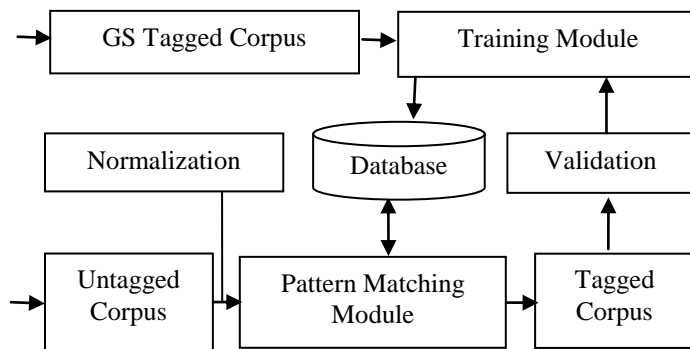 GS Tagged Corpus
Training Module
Normalization
Database
Validation
Untagged
Corpus
Pattern Matching
Module
Tagged
Corpus